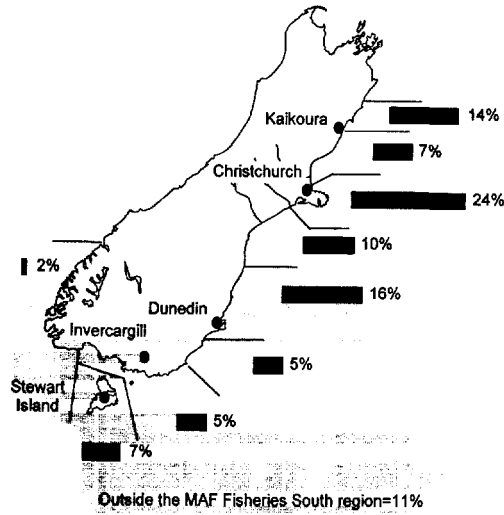 Kaikoura
14%
7%
Christchurch
24%
10%
2%
16%
Dunedin
Invercargill
5%
Stewart
Island
5%
7%
Outside the MAF Fisheries South region=11%